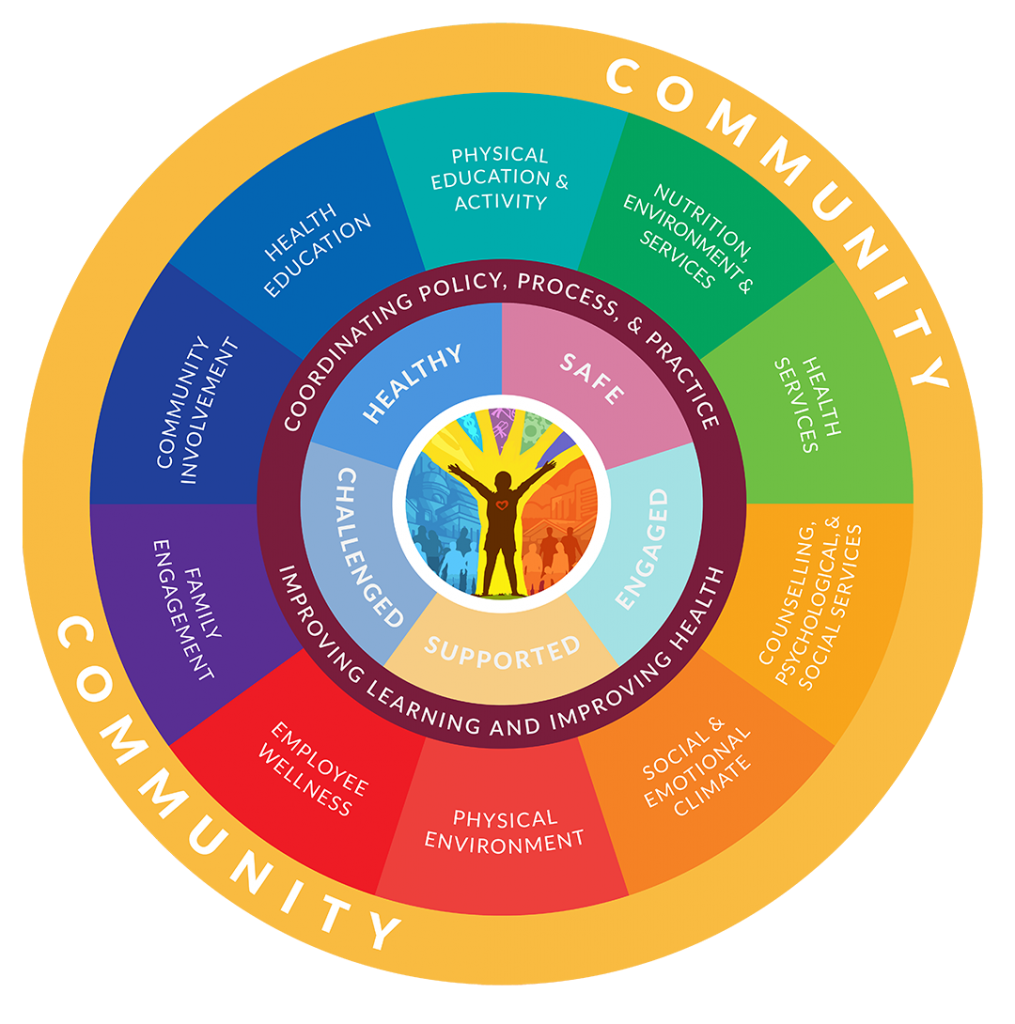 COMMUNITY
PHYSICAL
EDUCATION &
ACTIVITY
NUTRITION,
ENVIRONMENT &
SERVICES
HEALTH
SERVICES
COUNSELLING,
PSYCHOLOGICAL, &
SOCIAL SERVICES
SOCIAL &
EMOTIONAL
CLIMATE
PHYSICAL
ENVIRONMENT
EMPLOYEE
WELLNESS
FAMILY
ENGAGEMENT
COMMUNITY
INVOLVEMENT
HEALTH
EDUCATION
COORDINATING POLICY, PROCESS, & PRACTICE
IMPROVING LEARNING AND IMPROVING HEALTH
HEALTHY
SAFE
ENGAGED
SUPPORTED
CHALLENGED
COMMUNITY